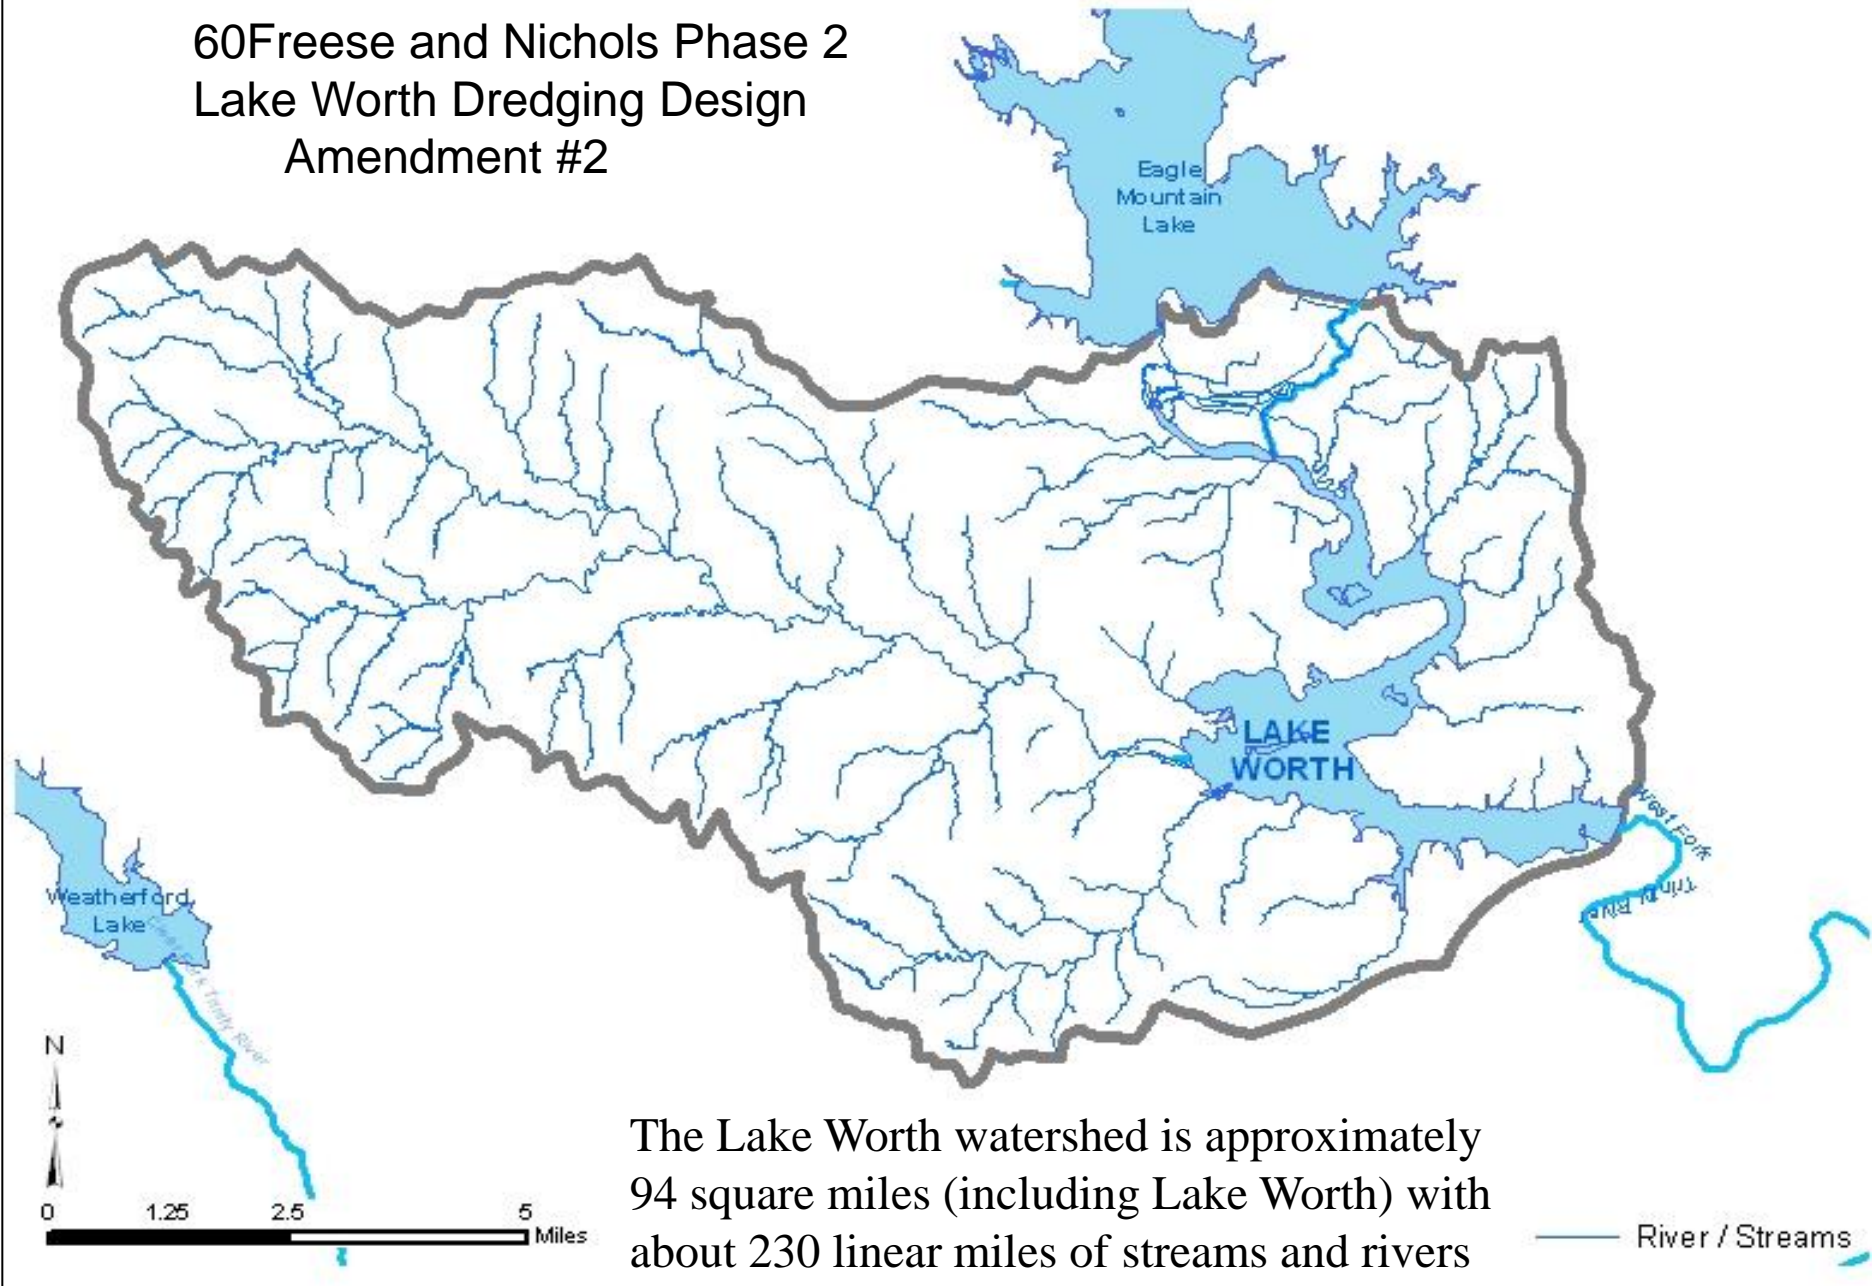 60Freese and Nichols Phase 2
Lake Worth Dredging Design
Amendment #2
Eagle
Mountain
Lake
LAKE
WORTH
West Fork
Trinity River
Weatherford
Lake
Trinity River
N
0 1.25 2.5 5
Miles
The Lake Worth watershed is approximately
94 square miles (including Lake Worth) with
about 230 linear miles of streams and rivers
River / Streams